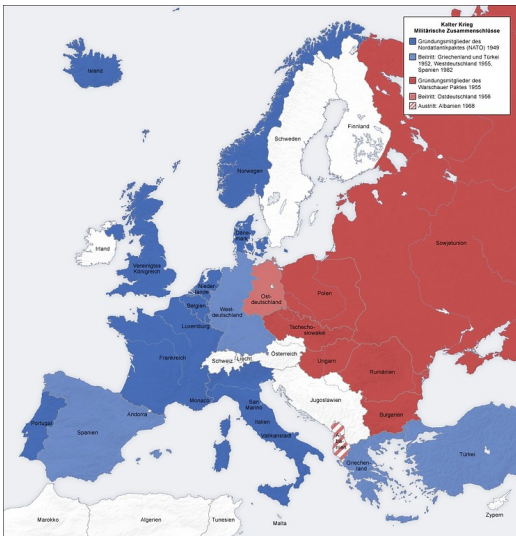 Kalter Krieg
Militärische Zusammenschlüsse
Gründungsmitglieder des
Nordatlantikpaktes (NATO) 1949
Beitritt: Griechenland und Türkei
1952, Westdeutschland 1955,
Spanien 1982
Gründungsmitglieder des
Warschauer Paktes 1955
Beitritt: Ostdeutschland 1956
Austritt: Albanien 1968
Island
Finnland
Schweden
Norwegen
Däne-
mark
Irland
Vereinigtes
Königreich
Sowjetunion
Nieder-
lande
Belgien
West-
deutschland
Ost-
deutschland
Polen
Luxemburg
Tschecho-
slowakei
Frankreich
Schweiz
Liecht.
Österreich
Ungarn
Rumänien
Jugoslawien
Monaco
San
Marino
Andorra
Italien
Vatikanstadt
Bulgarien
Portugal
Spanien
Griechen-
land
Türkei
Marokko
Algerien
Tunesien
Malta
Zypern